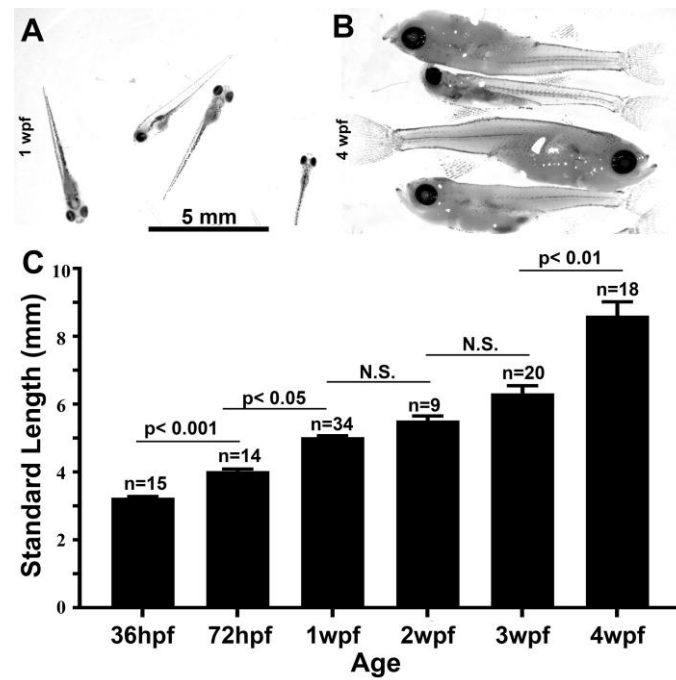 A
1 wpf
5 mm
B
4 wpf
C
Standard Length (mm)
10
8
6
4
2
0
p< 0.001
p< 0.05
N.S.
N.S.
p< 0.01
n=15
n=14
n=34
n=9
n=20
n=18
36hpf 72hpf 1wpf 2wpf 3wpf 4wpf
Age